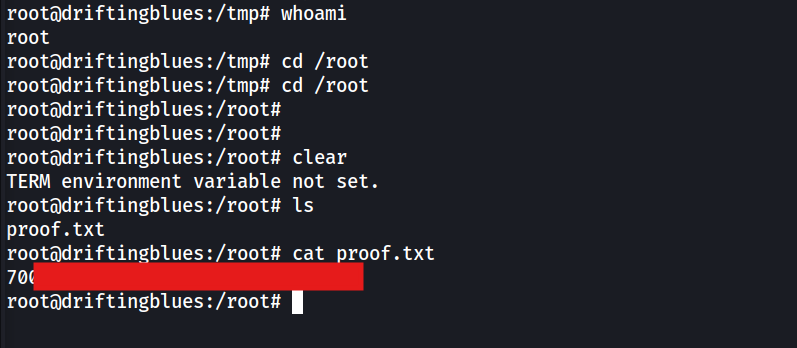 root@driftingblues:/tmp# whoami
root
root@driftingblues:/tmp# cd /root
root@driftingblues:/tmp# cd /root
root@driftingblues:/root#
root@driftingblues:/root#
root@driftingblues:/root# clear
TERM environment variable not set.
root@driftingblues:/root# ls
proof.txt
root@driftingblues:/root# cat proof.txt
700
root@driftingblues:/root#